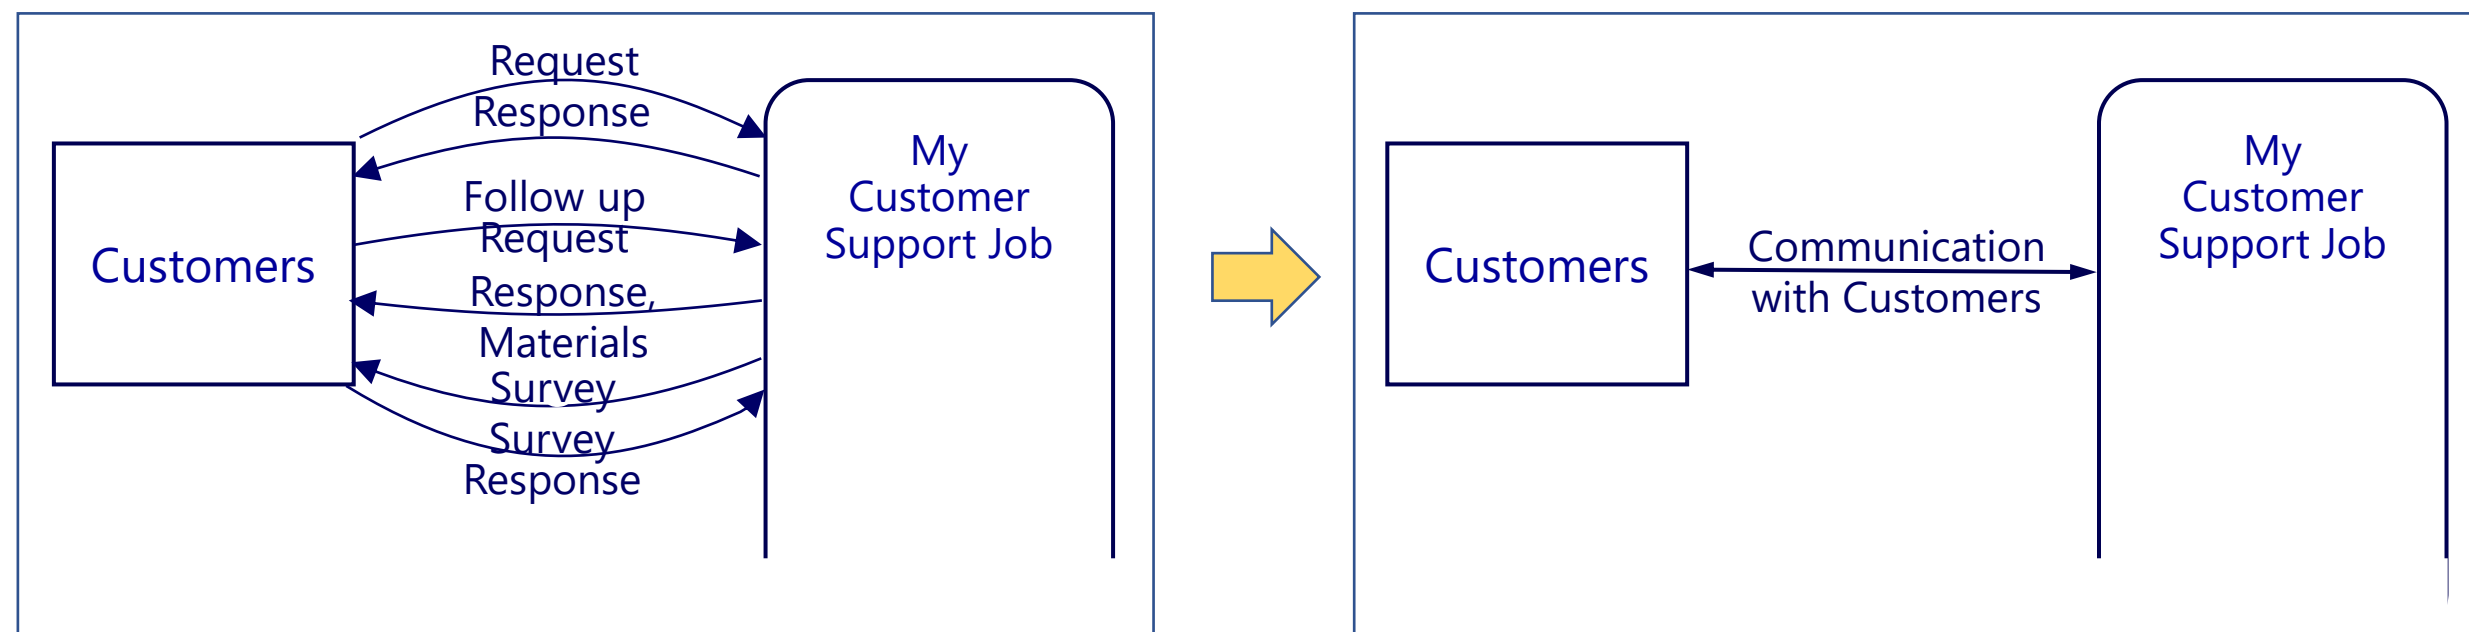 Request
Response
Follow up
Request
Response,
Materials
Survey
Survey
Response
Customers
My
Customer
Support Job
Customers
Communication
with Customers
My
Customer
Support Job